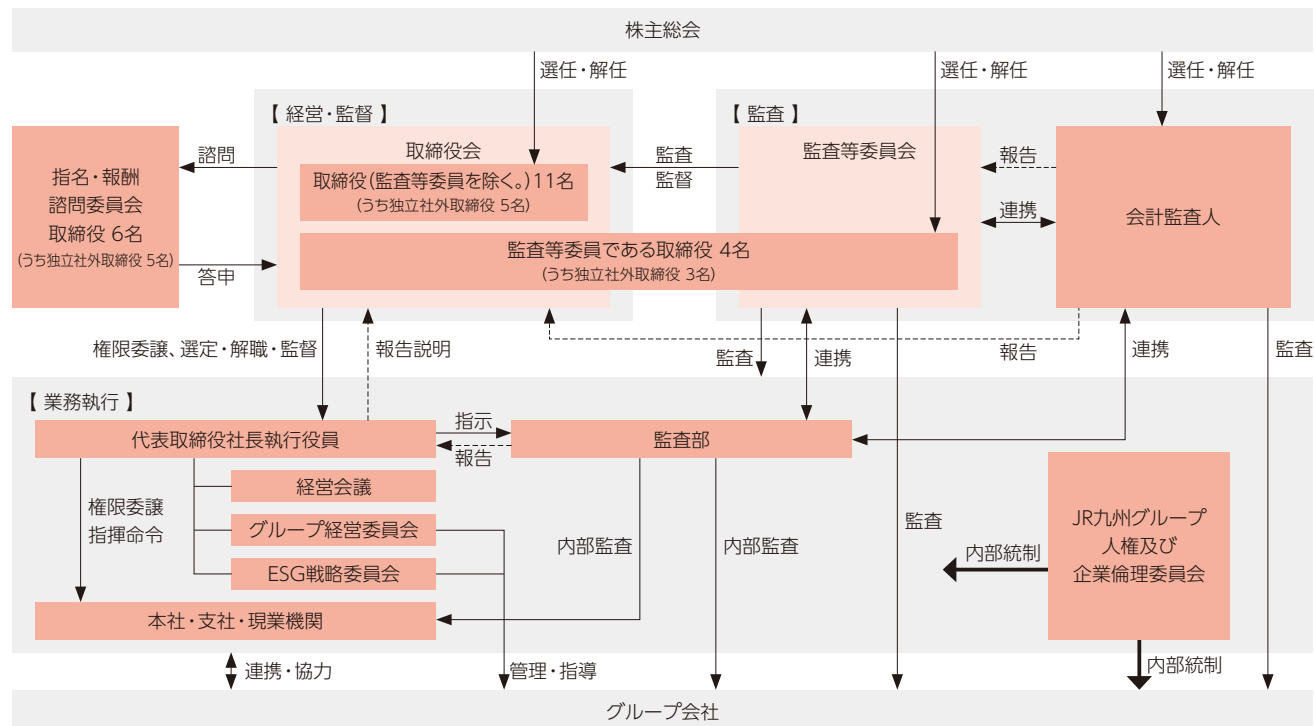 株主総会
選任・解任
選任・解任
選任・解任
【 経営・監督 】
【 監査 】
指名・報酬
諮問委員会
取締役 6名
(うち独立社外取締役 5名)
諮問
答申
取締役会
取締役(監査等委員を除く。)11名
(うち独立社外取締役 5名)
監査
監督
監査等委員会
監査等委員である取締役 4名
(うち独立社外取締役 3名)
報告
連携
会計監査人
権限委譲、選定・解職・監督
報告説明
監査
連携
報告
連携
監査
【 業務執行 】
代表取締役社長執行役員
指示
報告
監査部
経営会議
グループ経営委員会
ESG戦略委員会
権限委譲
指揮命令
本社・支社・現業機関
内部監査
内部監査
監査
内部統制
JR九州グループ
人権及び
企業倫理委員会
連携・協力
管理・指導
内部統制
グループ会社